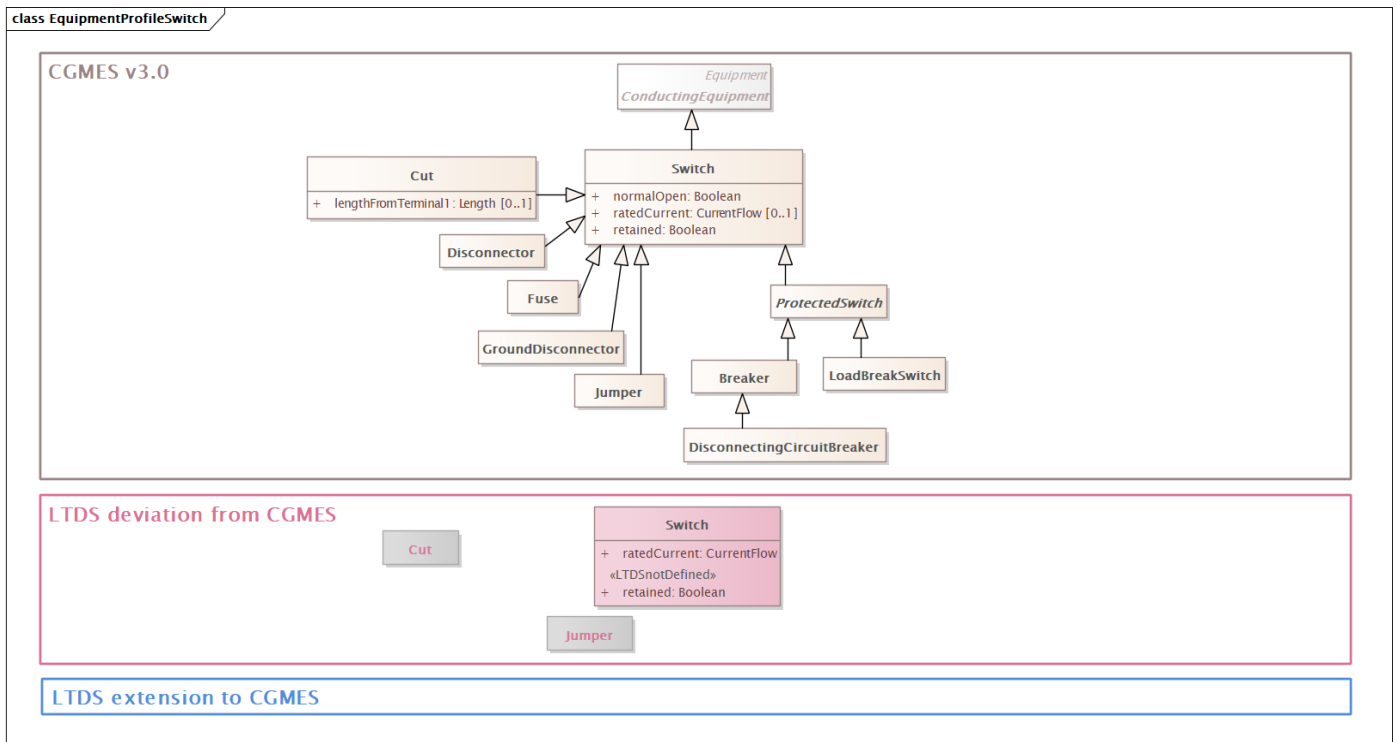 class EquipmentProfileSwitch
CGMES v3.0
Equipment
ConductingEquipment
Switch
+ normalOpen: Boolean
+ ratedCurrent: CurrentFlow [0..1]
+ retained: Boolean
Cut
+ lengthFromTerminal1: Length [0..1]
Disconnector
Fuse
GroundDisconnector
Jumper
ProtectedSwitch
Breaker
LoadBreakSwitch
DisconnectingCircuitBreaker
LTDS deviation from CGMES
Cut
Switch
+ ratedCurrent: CurrentFlow
«LTDSnotDefined»
+ retained: Boolean
Jumper
LTDS extension to CGMES